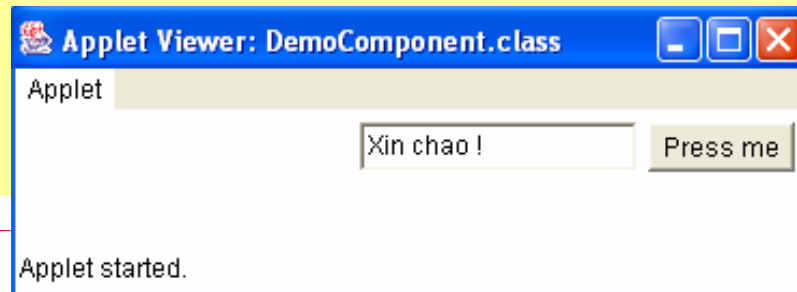 Applet Viewer: DemoComponent.class
Applet
Xin chao !
Press me
Applet started.